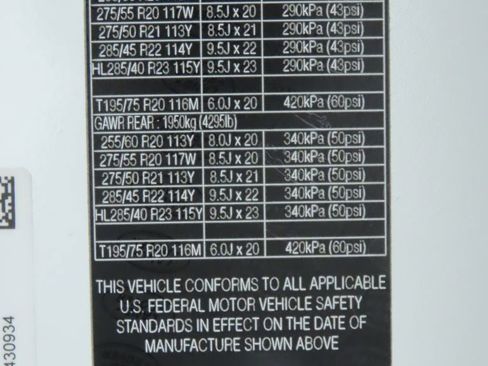 275/55 R20 117W 8.5J x 20 290kPa (43psi)
275/50 R21 113Y 8.5J x 21 290kPa (43psi)
285/45 R22 114Y 9.5J x 22 290kPa (43psi)
HL285/40 R23 115Y 9.5J x 23 290kPa (43psi)
T195/75 R20 116M 6.0J x 20 420kPa (60psi)
GAWR REAR : 1950kg (4295lb)
255/60 R20 113Y 8.0J x 20 340kPa (50psi)
275/55 R20 117W 8.5J x 20 340kPa (50psi)
275/50 R21 113Y 8.5J x 21 340kPa (50psi)
285/45 R22 114Y 9.5J x 22 340kPa (50psi)
HL285/40 R23 115Y 9.5J x 23 340kPa (50psi)
T195/75 R20 116M 6.0J x 20 420kPa (60psi)
THIS VEHICLE CONFORMS TO ALL APPLICABLE
U.S. FEDERAL MOTOR VEHICLE SAFETY
STANDARDS IN EFFECT ON THE DATE OF
MANUFACTURE SHOWN ABOVE
430934